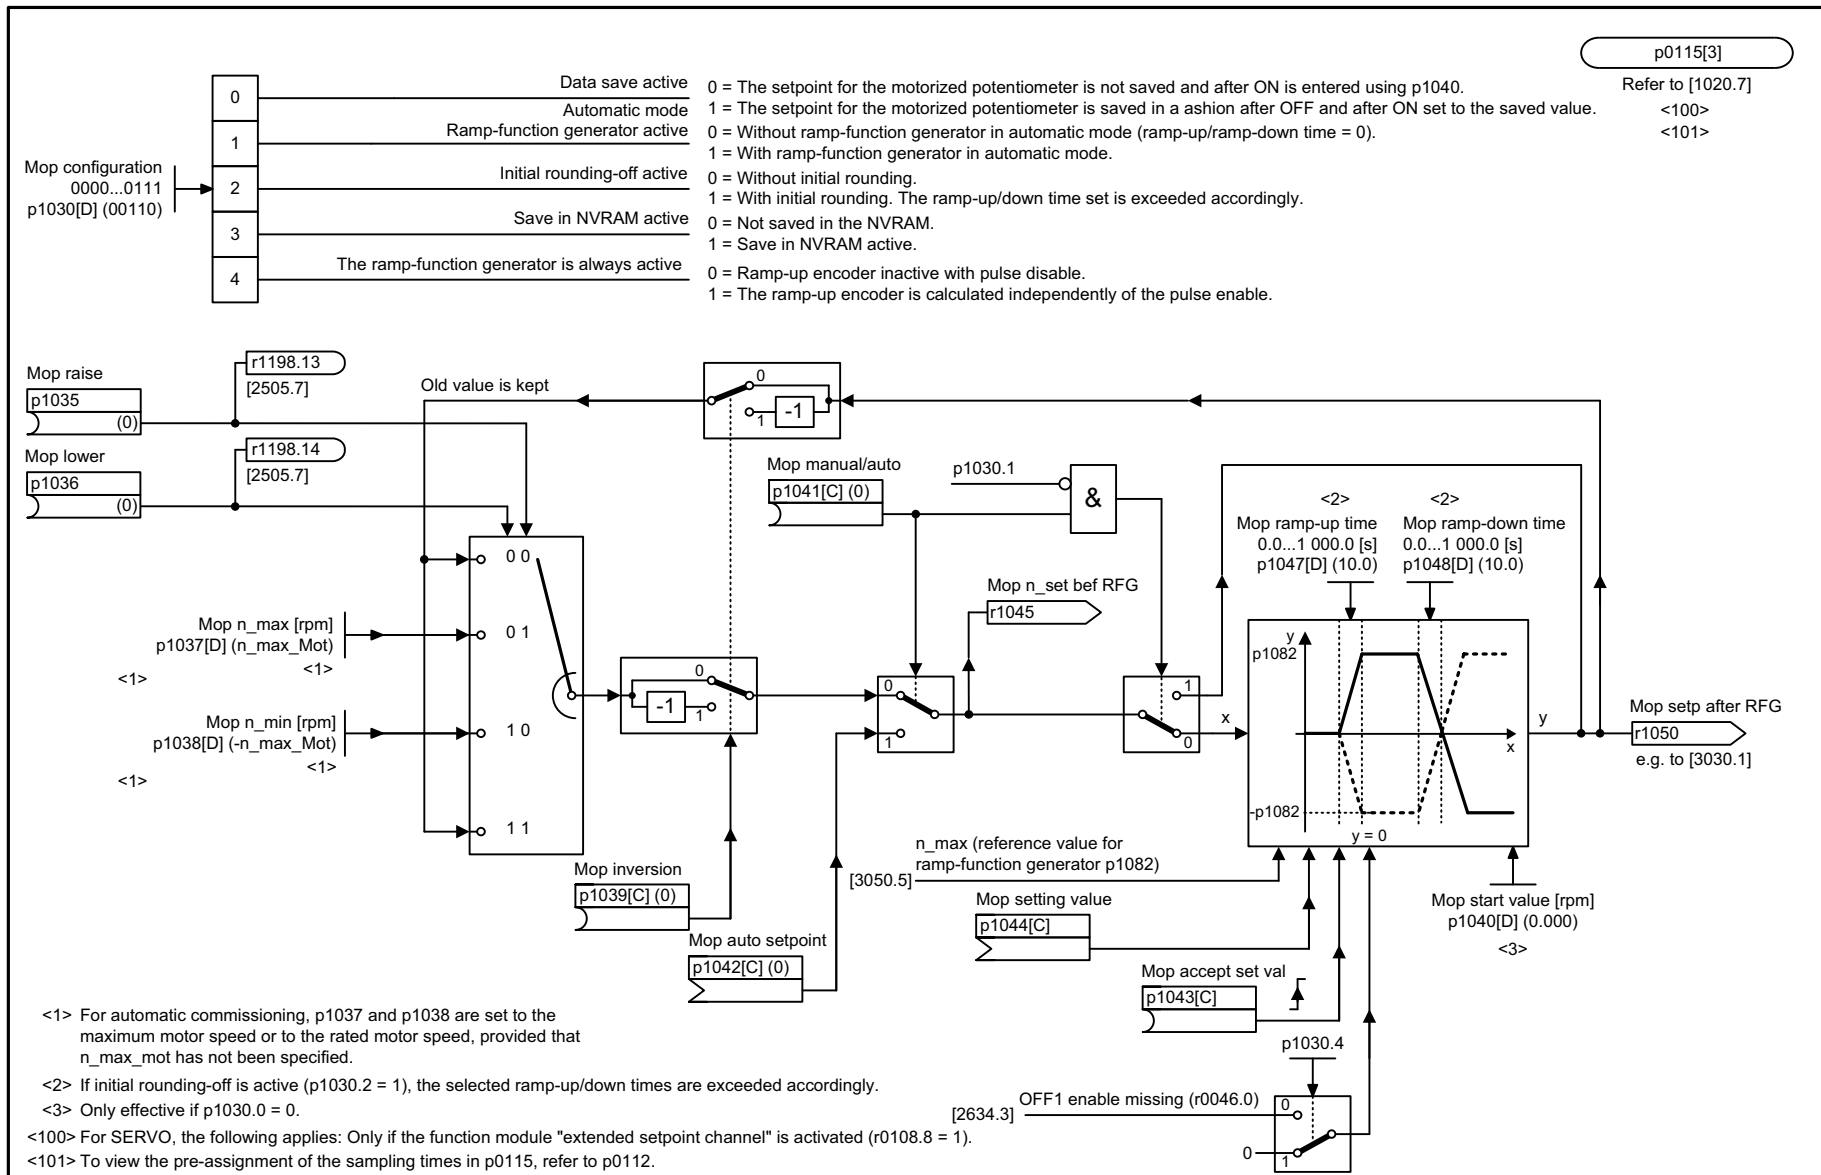 p0115[3]
Refer to [1020.7]
<100>
<101>
Mop configuration
0000...0111
p1030[D] (00110)
0
1
2
3
4
Data save active
0 = The setpoint for the motorized potentiometer is not saved and after ON is entered using p1040.
Automatic mode
1 = The setpoint for the motorized potentiometer is saved in a ashion after OFF and after ON set to the saved value.
Ramp-function generator active
0 = Without ramp-function generator in automatic mode (ramp-up/ramp-down time = 0).
1 = With ramp-function generator in automatic mode.
Initial rounding-off active
0 = Without initial rounding.
1 = With initial rounding. The ramp-up/down time set is exceeded accordingly.
Save in NVRAM active
0 = Not saved in the NVRAM.
1 = Save in NVRAM active.
The ramp-function generator is always active
0 = Ramp-up encoder inactive with pulse disable.
1 = The ramp-up encoder is calculated independently of the pulse enable.
Mop raise
p1035
(0)
r1198.13
[2505.7]
Mop lower
p1036
(0)
r1198.14
[2505.7]
Old value is kept
0
1
-1
Mop manual/auto
p1041[C] (0)
p1030.1
&
<2>
Mop ramp-up time
0.0...1 000.0 [s]
p1047[D] (10.0)
<2>
Mop ramp-down time
0.0...1 000.0 [s]
p1048[D] (10.0)
0 0
0 1
1 0
1 1
Mop n_max [rpm]
p1037[D] (n_max_Mot)
<1>
<1>
Mop n_min [rpm]
p1038[D] (-n_max_Mot)
<1>
<1>
0
-1
1
0
1
Mop n_set bef RFG
r1045
1
0
x
y
p1082
x
-p1082
y = 0
y
Mop setp after RFG
r1050
e.g. to [3030.1]
Mop inversion
p1039[C] (0)
Mop auto setpoint
p1042[C] (0)
n_max (reference value for
ramp-function generator p1082)
[3050.5]
Mop setting value
p1044[C]
Mop accept set val
p1043[C]
Mop start value [rpm]
p1040[D] (0.000)
<3>
p1030.4
OFF1 enable missing (r0046.0)
[2634.3]
0
0
1
<1> For automatic commissioning, p1037 and p1038 are set to the
maximum motor speed or to the rated motor speed, provided that
n_max_mot has not been specified.
<2> If initial rounding-off is active (p1030.2 = 1), the selected ramp-up/down times are exceeded accordingly.
<3> Only effective if p1030.0 = 0.
<100> For SERVO, the following applies: Only if the function module "extended setpoint channel" is activated (r0108.8 = 1).
<101> To view the pre-assignment of the sampling times in p0115, refer to p0112.